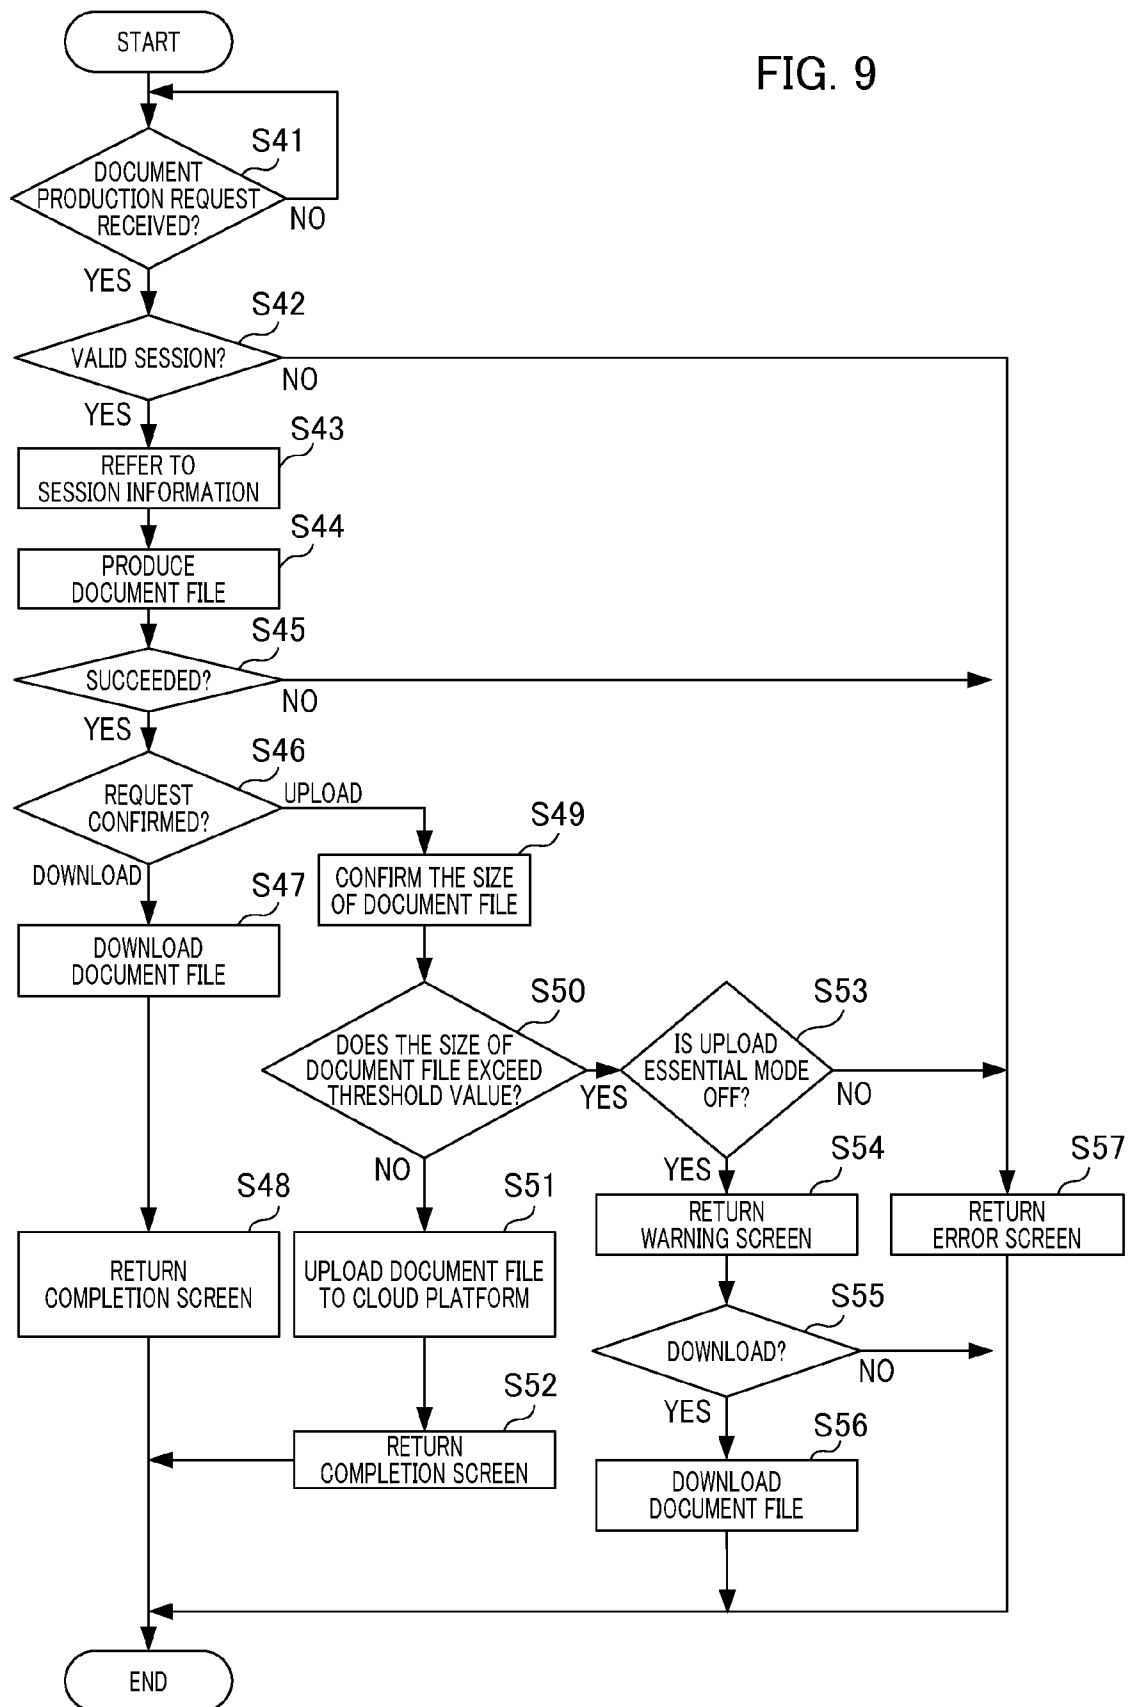 START
FIG. 9
S41
DOCUMENT
PRODUCTION REQUEST
RECEIVED?
NO
YES
S42
VALID SESSION?
NO
YES
S43
REFER TO
SESSION INFORMATION
S44
PRODUCE
DOCUMENT FILE
S45
SUCCEEDED?
NO
YES
S46
REQUEST
CONFIRMED?
UPLOAD
DOWNLOAD
S47
DOWNLOAD
DOCUMENT FILE
S49
CONFIRM THE SIZE
OF DOCUMENT FILE
S50
DOES THE SIZE OF
DOCUMENT FILE EXCEED
THRESHOLD VALUE?
YES
NO
S53
IS UPLOAD
ESSENTIAL MODE
OFF?
NO
YES
S48
RETURN
COMPLETION SCREEN
S51
UPLOAD DOCUMENT FILE
TO CLOUD PLATFORM
S54
RETURN
WARNING SCREEN
S57
RETURN
ERROR SCREEN
S55
DOWNLOAD?
NO
YES
S52
RETURN
COMPLETION SCREEN
S56
DOWNLOAD
DOCUMENT FILE
END